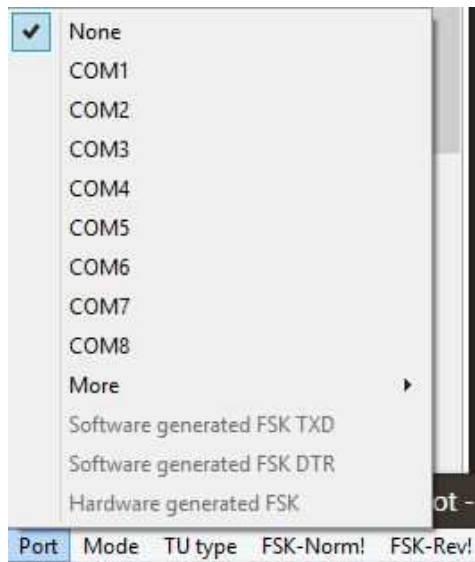 None
COM1
COM2
COM3
COM4
COM5
COM6
COM7
COM8
More
Software generated FSK TXD
Software generated FSK DTR
Hardware generated FSK
ot -
Port Mode TU type FSK-Norm! FSK-Rev!